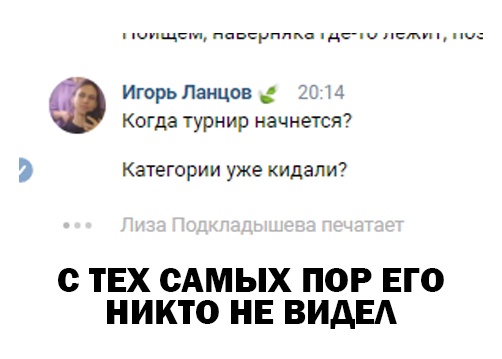 Поищем, наверняка где-то лежит,
Игорь Ланцов 20:14
Когда турнир начнется?
Категории уже кидали?
Лиза Подкладышева печатает
С ТЕХ САМЫХ ПОР ЕГО
НИКТО НЕ ВИДЕЛ